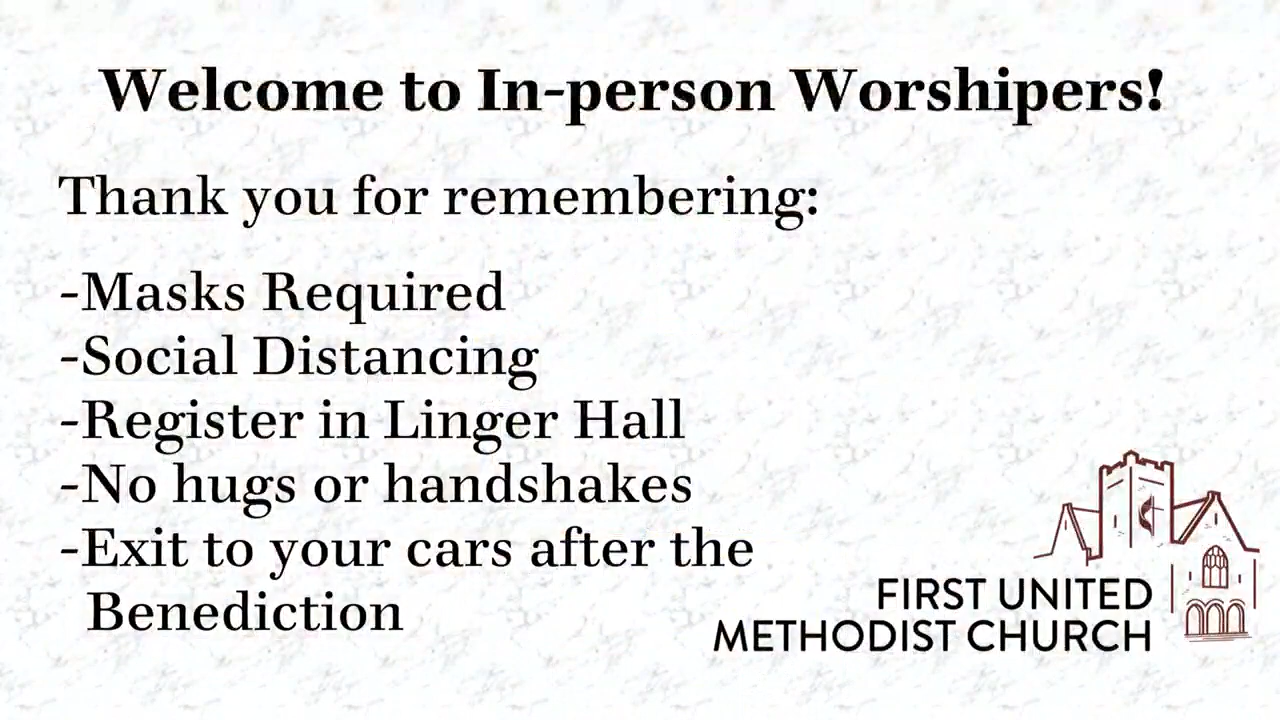 Welcome to In-person Worshipers!
Thank you for remembering:
-Masks Required
-Social Distancing
-Register in Linger Hall
-No hugs or handshakes
-Exit to your cars after the
Benediction
FIRST UNITED
METHODIST CHURCH